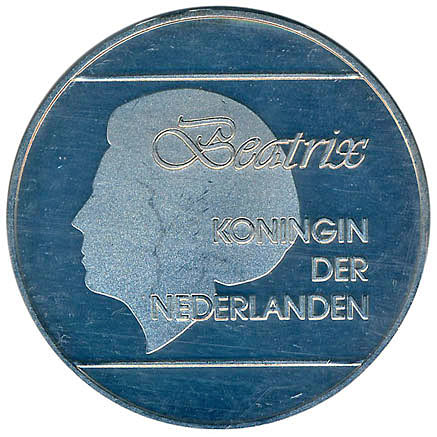 Beatrix
KONINGIN
DER
NEDERLANDEN